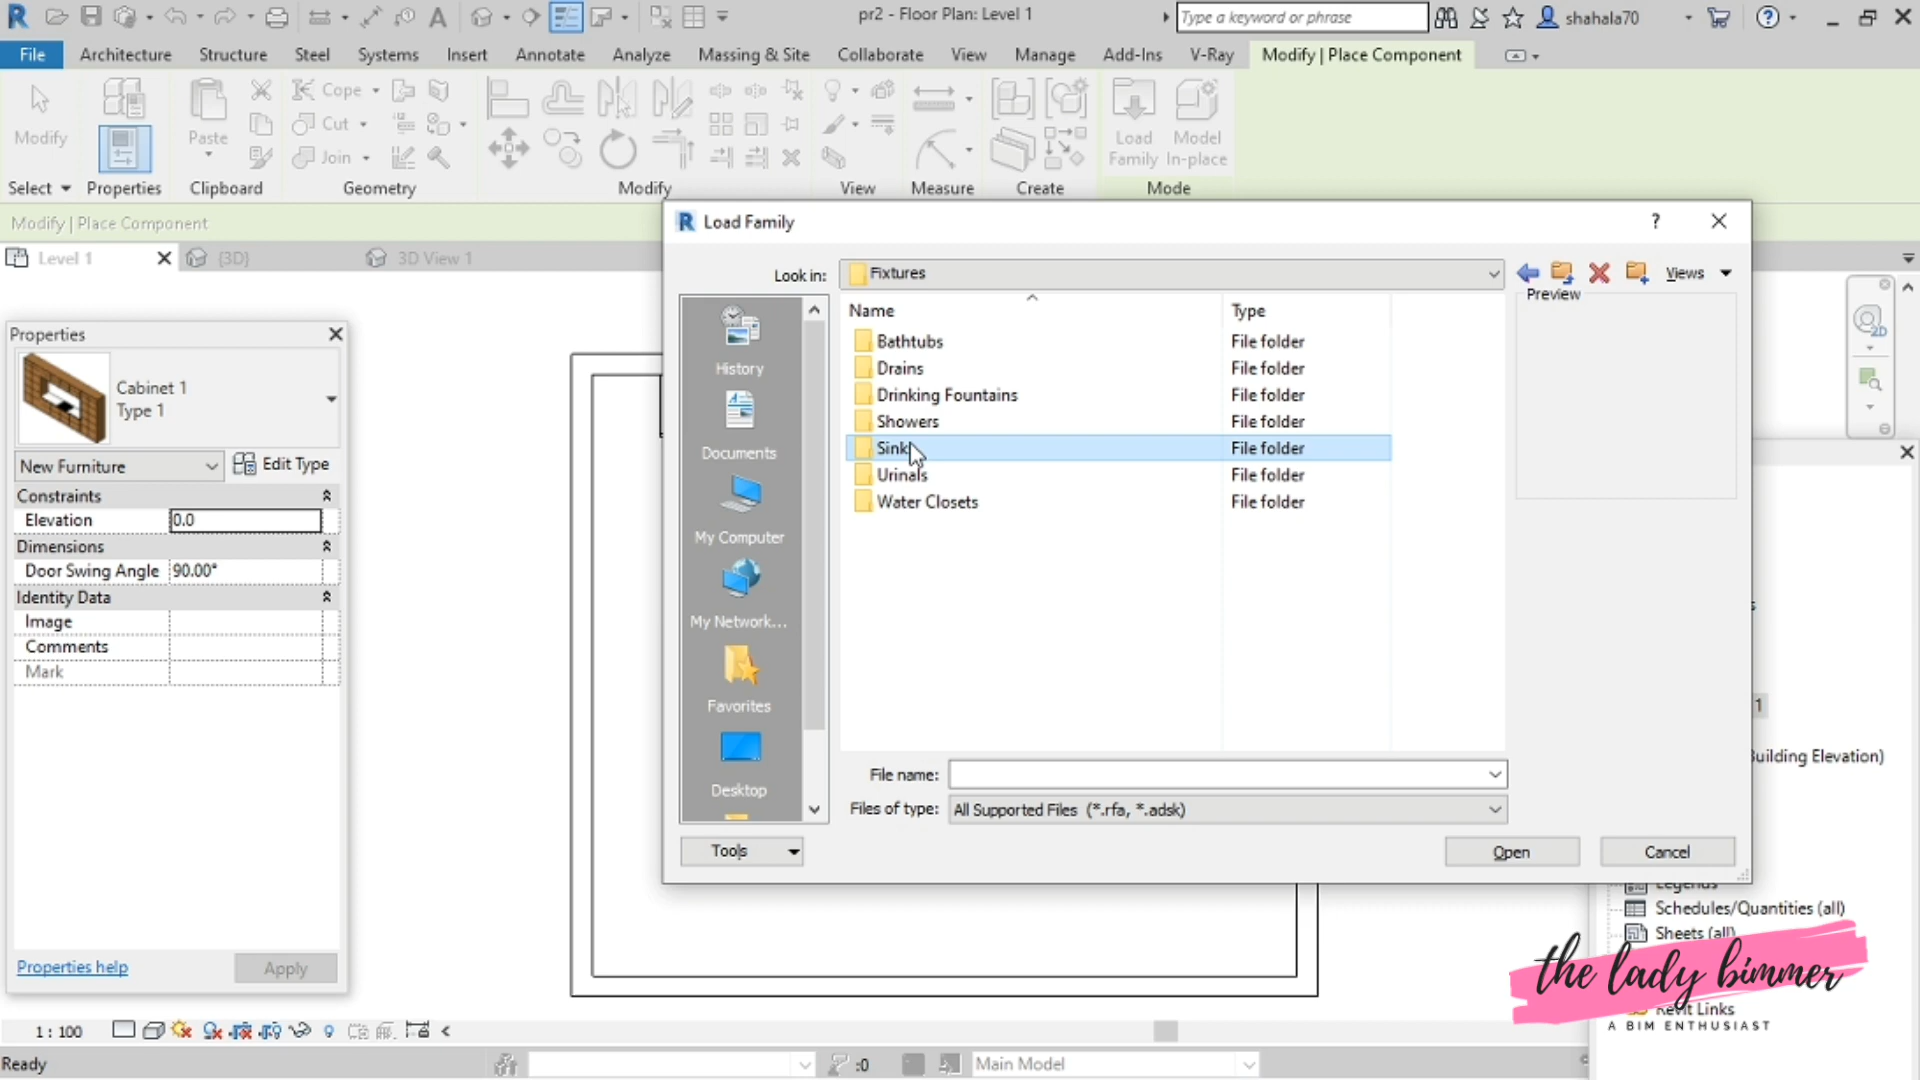 pr2 - Floor Plan: Level 1
Type a keyword or phrase
shahala70
File Architecture Structure Steel Systems Insert Annotate Analyze Massing & Site Collaborate View Manage Add-Ins V-Ray Modify | Place Component
Modify
Paste
Cope
Cut
Join
Load Family
Model In-place
Select Properties Clipboard Geometry Modify View Measure Create Mode
Modify | Place Component
Level 1
{3D}
3D View 1
Properties
Cabinet 1
Type 1
New Furniture
Edit Type
Constraints
Elevation 0.0
Dimensions
Door Swing Angle 90.00°
Identity Data
Image
Comments
Mark
Properties help
Apply
Load Family
Look in: Fixtures
Views
Preview
History
Documents
My Computer
My Network...
Favorites
Desktop
Name Type
Bathtubs File folder
Drains File folder
Drinking Fountains File folder
Showers File folder
Sink File folder
Urinals File folder
Water Closets File folder
File name:
Files of type: All Supported Files (*.rfa, *.adsk)
Tools
Open
Cancel
2D
1
Building Elevation)
Legends
Schedules/Quantities (all)
Sheets (all)
Revit Links
the lady bimmer
A BIM ENTHUSIAST
1 : 100
Ready
:0
Main Model